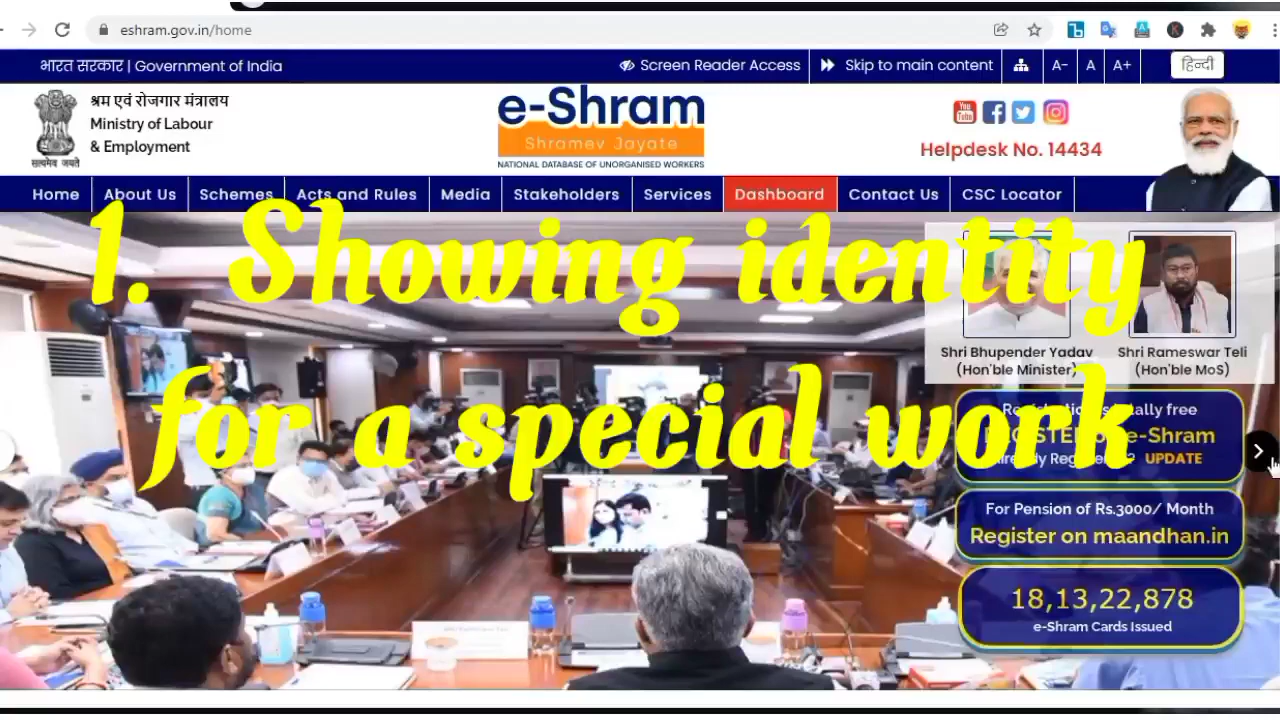 eshram.gov.in/home
भारत सरकार | Government of India
Screen Reader Access
Skip to main content
A-
A
A+
हिन्दी
श्रम एवं रोजगार मंत्रालय
Ministry of Labour
& Employment
सत्यमेव जयते
e-Shram
Shramev Jayate
NATIONAL DATABASE OF UNORGANISED WORKERS
You
Tube
Helpdesk No. 14434
Home
About Us
Schemes
Acts and Rules
Media
Stakeholders
Services
Dashboard
Contact Us
CSC Locator
1. Showing identity
for a special work
Shri Bhupender Yadav
(Hon'ble Minister)
Shri Rameswar Teli
(Hon'ble MoS)
free
e-Shram
UPDATE
For Pension of Rs.3000/ Month
Register on maandhan.in
18,13,22,878
e-Shram Cards Issued